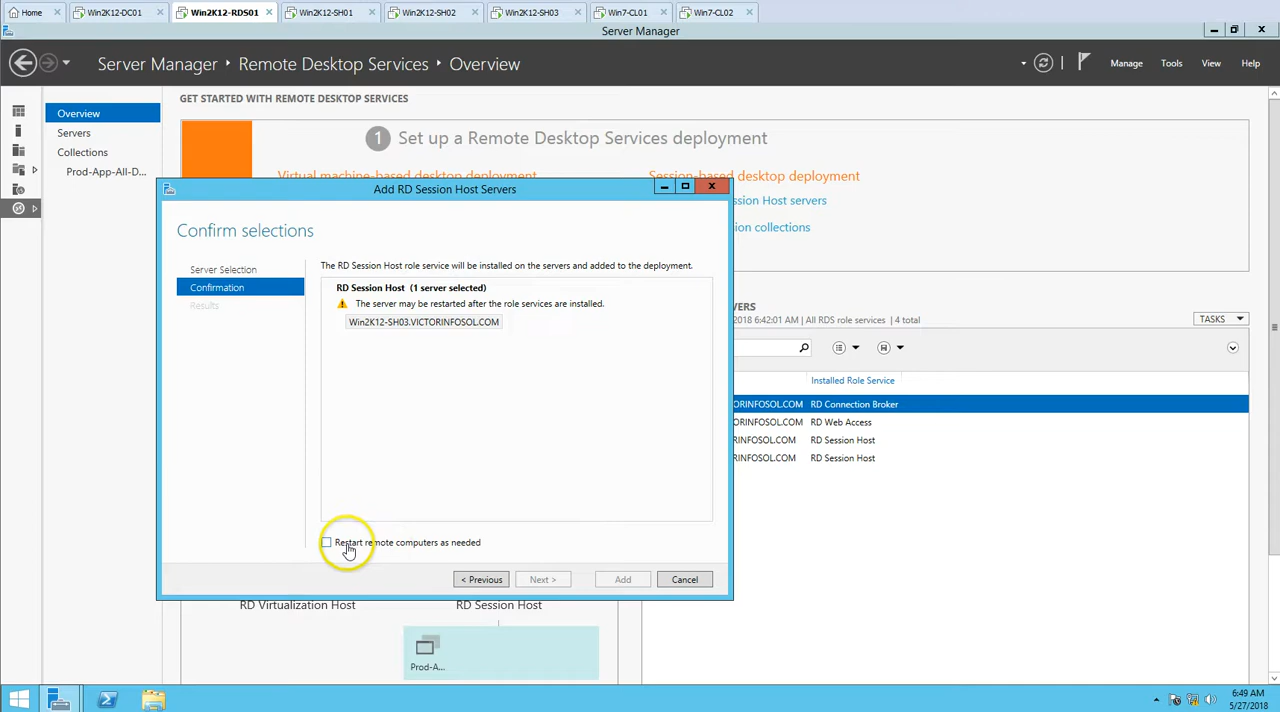 Home
Win2K12-DC01
Win2K12-RDS01
Win2K12-SH01
Win2K12-SH02
Win2K12-SH03
Win7-CL01
Win7-CL02
Server Manager
Server Manager ‣ Remote Desktop Services ‣ Overview
Manage
Tools
View
Help
Overview
Servers
Collections
Prod-App-All-D...
GET STARTED WITH REMOTE DESKTOP SERVICES
1 Set up a Remote Desktop Services deployment
Virtual machine-based desktop deployment
Session-based desktop deployment
ssion Host servers
ion collections
Add RD Session Host Servers
Confirm selections
Server Selection
Confirmation
Results
The RD Session Host role service will be installed on the servers and added to the deployment.
RD Session Host (1 server selected)
The server may be restarted after the role services are installed.
Win2K12-SH03.VICTORINFOSOL.COM
Restart remote computers as needed
< Previous
Next >
Add
Cancel
VERS
2018 6:42:01 AM | All RDS role services | 4 total
TASKS
Installed Role Service
ORINFOSOL.COM RD Connection Broker
ORINFOSOL.COM RD Web Access
RINFOSOL.COM RD Session Host
RINFOSOL.COM RD Session Host
RD Virtualization Host
RD Session Host
Prod-A...
6:49 AM
5/27/2018